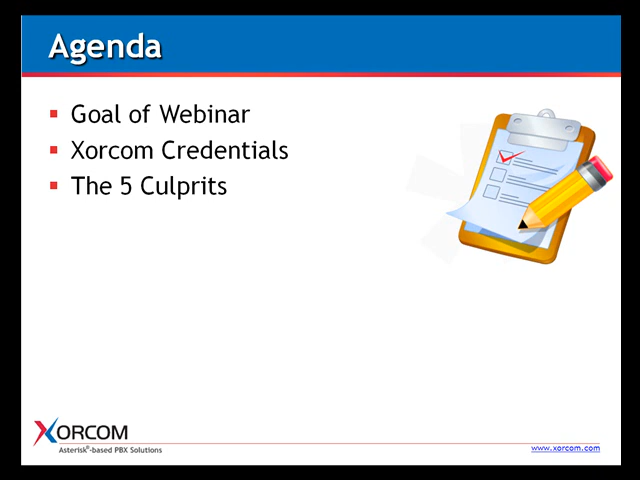 Agenda
Goal of Webinar
Xorcom Credentials
The 5 Culprits
XORCOM
Asterisk®-based PBX Solutions
www.xorcom.com